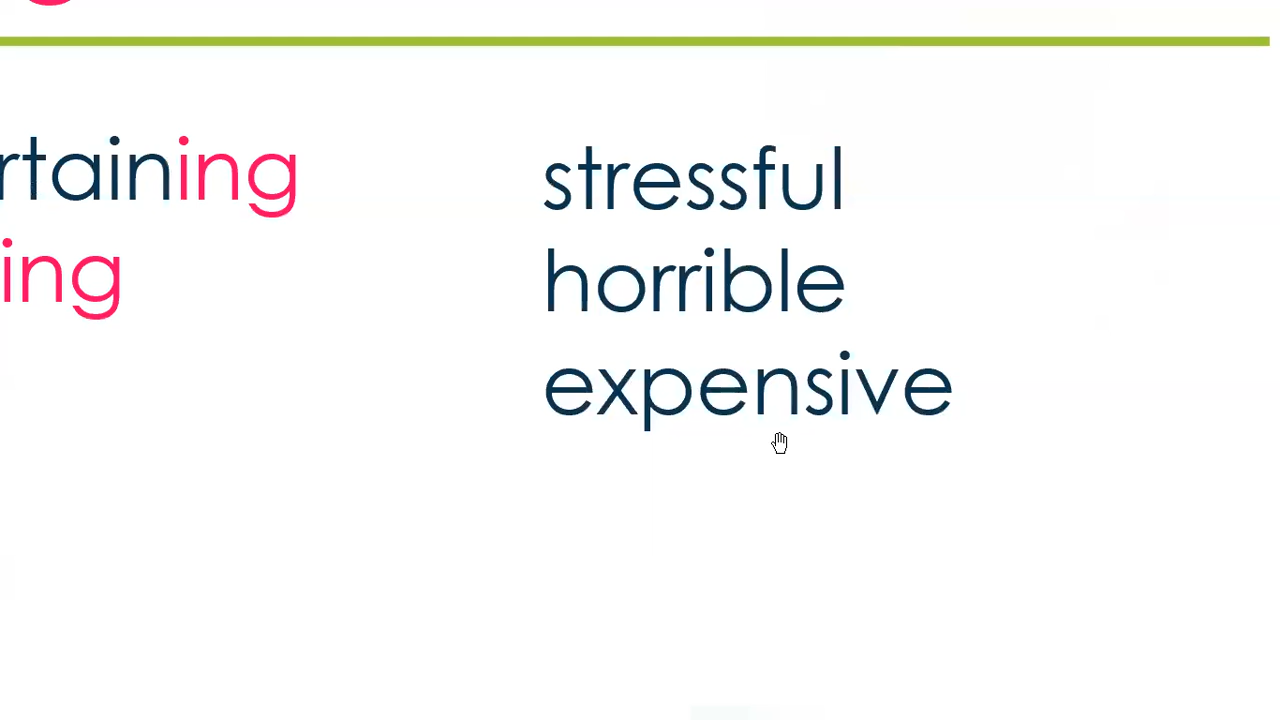 rtaining
ing
stressful
horrible
expensive